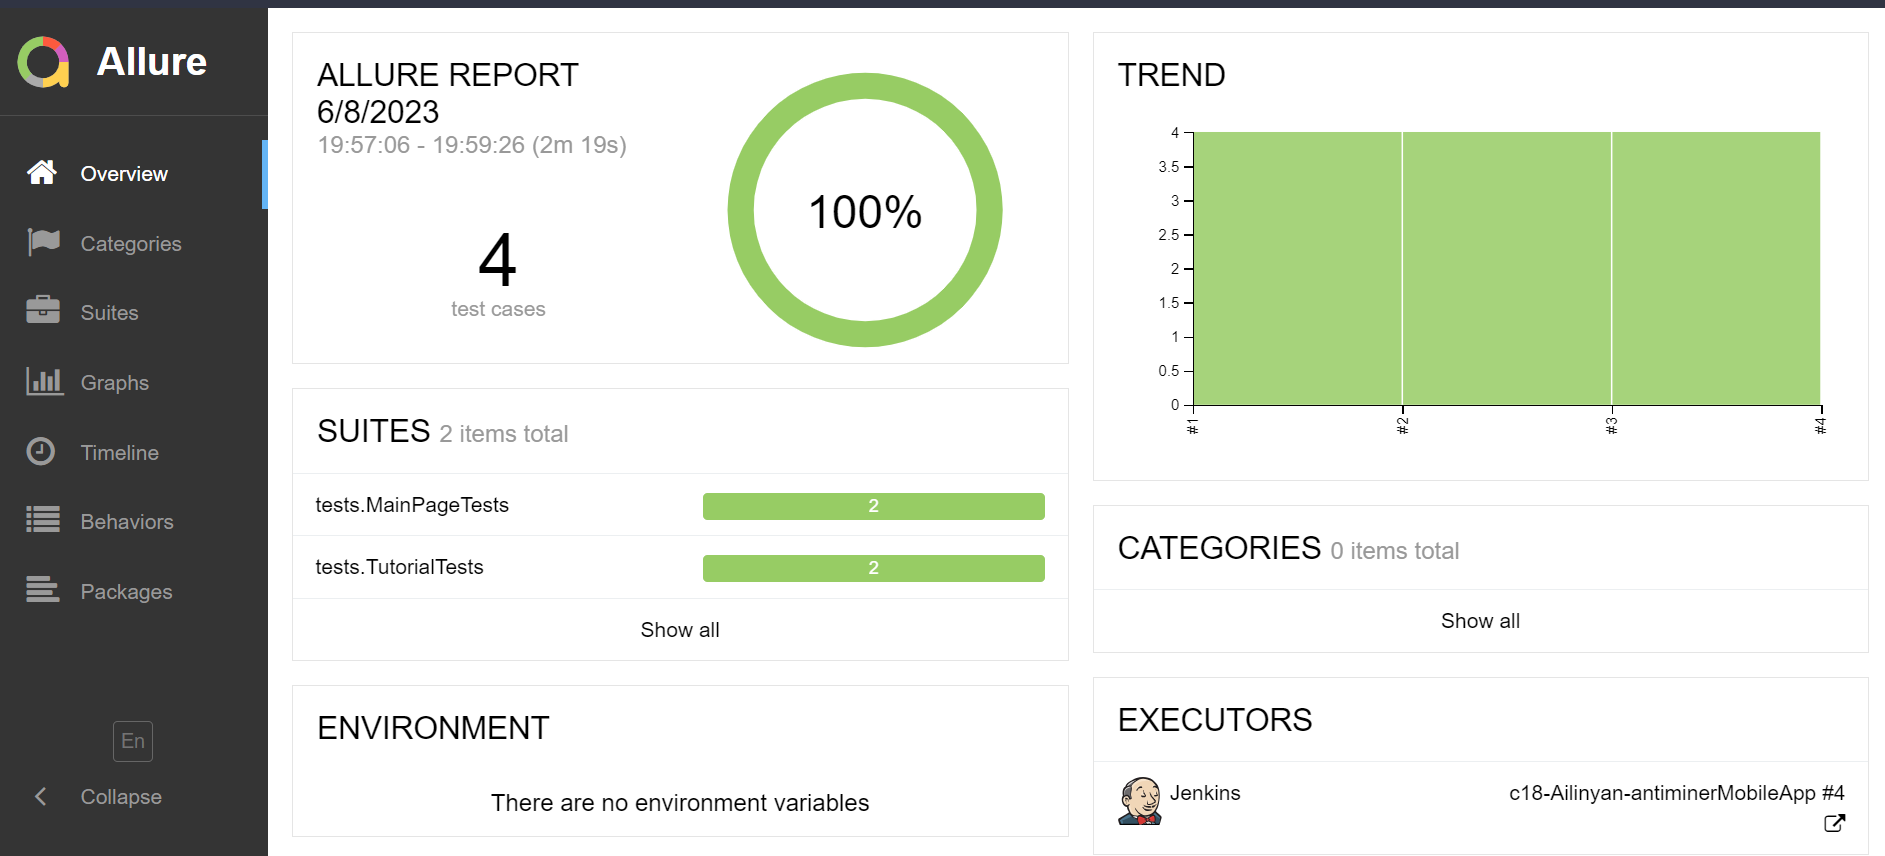 Allure
Overview
Categories
Suites
Graphs
Timeline
Behaviors
Packages
En
Collapse
ALLURE REPORT
6/8/2023
19:57:06 - 19:59:26 (2m 19s)
4
test cases
100%
SUITES 2 items total
tests.MainPageTests 2
tests.TutorialTests 2
Show all
ENVIRONMENT
There are no environment variables
TREND
4
3.5
3
2.5
2
1.5
1
0.5
0
#1
#2
#3
#4
CATEGORIES 0 items total
Show all
EXECUTORS
Jenkins c18-Ailinyan-antiminerMobileApp #4